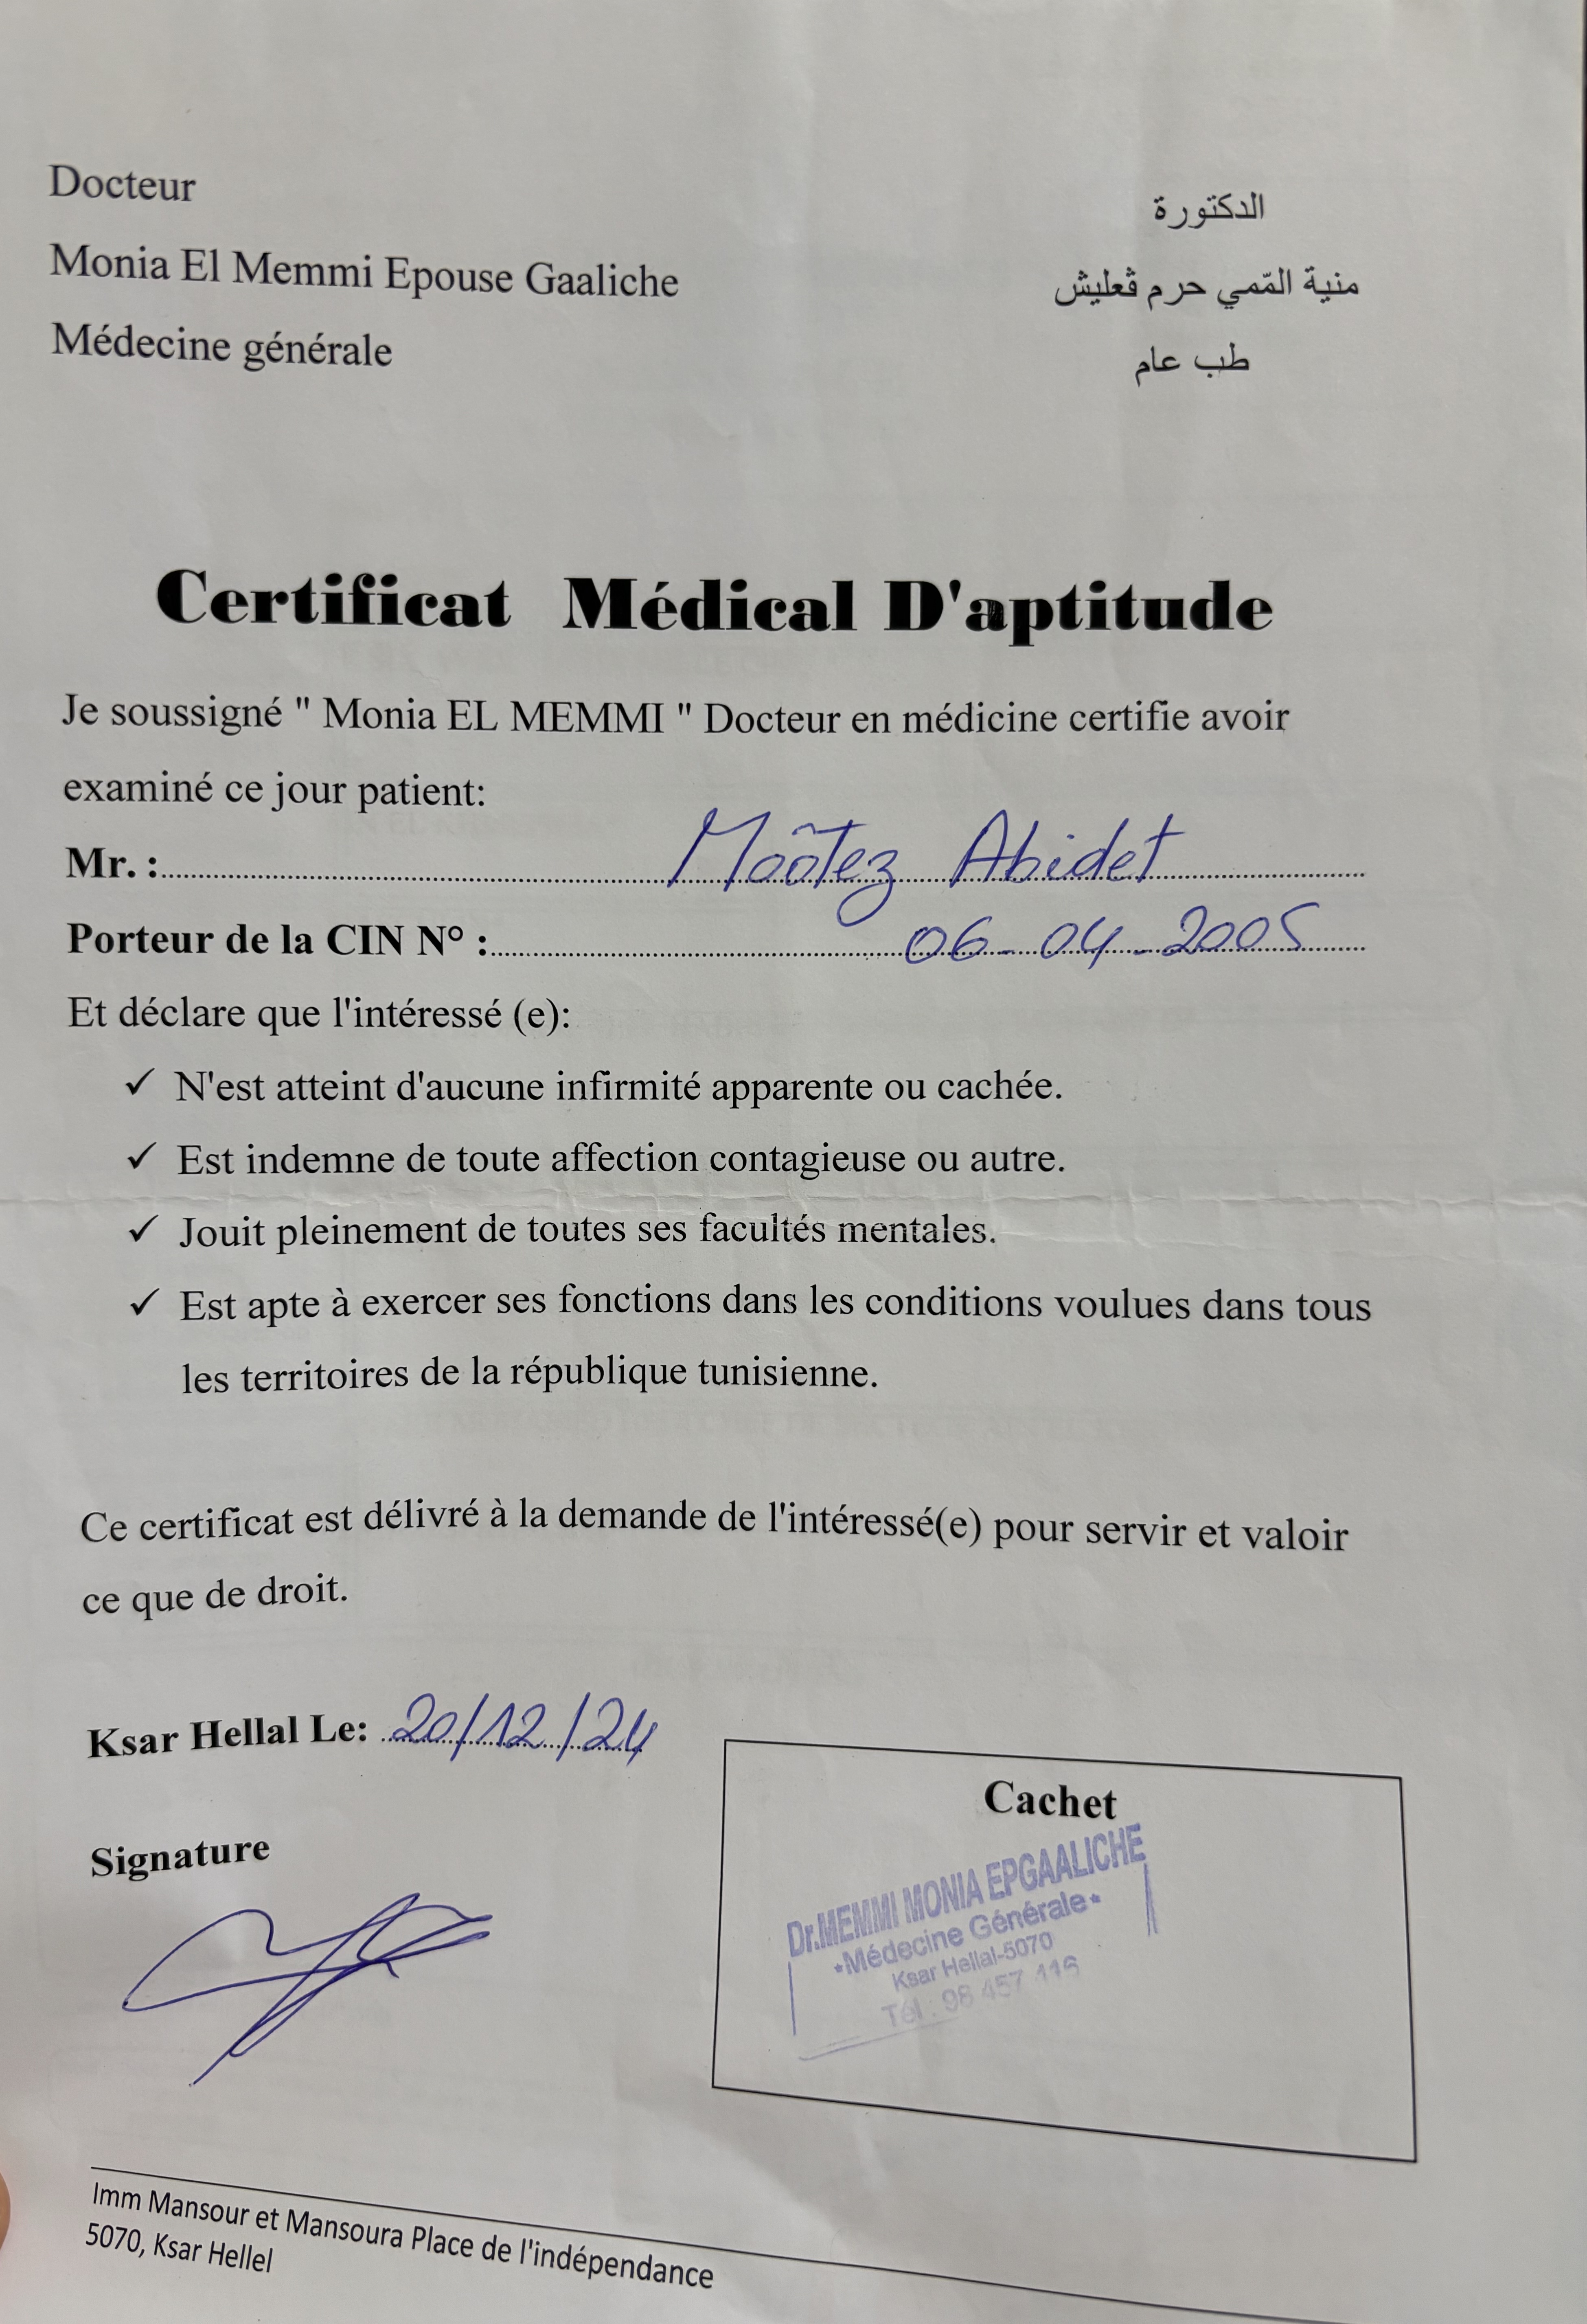 Docteur
Monia El Memmi Epouse Gaaliche
Médecine générale
الدكتورة
منية المّمي حرم ڤعليش
طب عام
Certificat Médical D'aptitude
Je soussigné " Monia EL MEMMI " Docteur en médicine certifie avoir
examiné ce jour patient:
Mr. : Moôtez Abidet
Porteur de la CIN N° : 06-04-2005
Et déclare que l'intéressé (e):
✓ N'est atteint d'aucune infirmité apparente ou cachée.
✓ Est indemne de toute affection contagieuse ou autre.
✓ Jouit pleinement de toutes ses facultés mentales.
✓ Est apte à exercer ses fonctions dans les conditions voulues dans tous
les territoires de la république tunisienne.
Ce certificat est délivré à la demande de l'intéressé(e) pour servir et valoir
ce que de droit.
Ksar Hellal Le: 20/12/24
Signature
Cachet
Dr.MEMMI MONIA EPGAALICHE
*Médecine Générale*
Ksar Hellal-5070
Tél : 98 457 116
Imm Mansour et Mansoura Place de l'indépendance
5070, Ksar Hellel